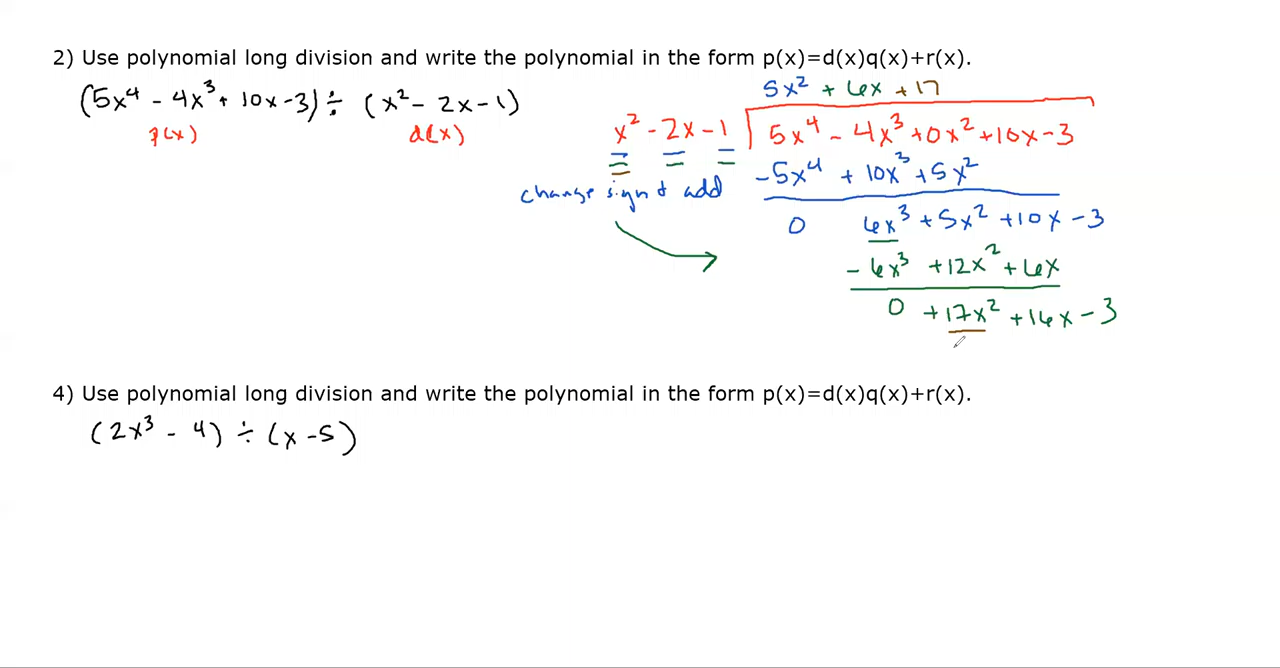 2) Use polynomial long division and write the polynomial in the form p(x)=d(x)q(x)+r(x).
(5x⁴ - 4x³ + 10x - 3) ÷ (x² - 2x - 1)
p(x) d(x)
5x² + 6x + 17
x² - 2x - 1 5x⁴ - 4x³ + 0x² + 10x - 3
-5x⁴ + 10x³ + 5x²
change sign & add
0 6x³ + 5x² + 10x - 3
- 6x³ + 12x² + 6x
0 + 17x² + 16x - 3
4) Use polynomial long division and write the polynomial in the form p(x)=d(x)q(x)+r(x).
(2x³ - 4) ÷ (x - 5)